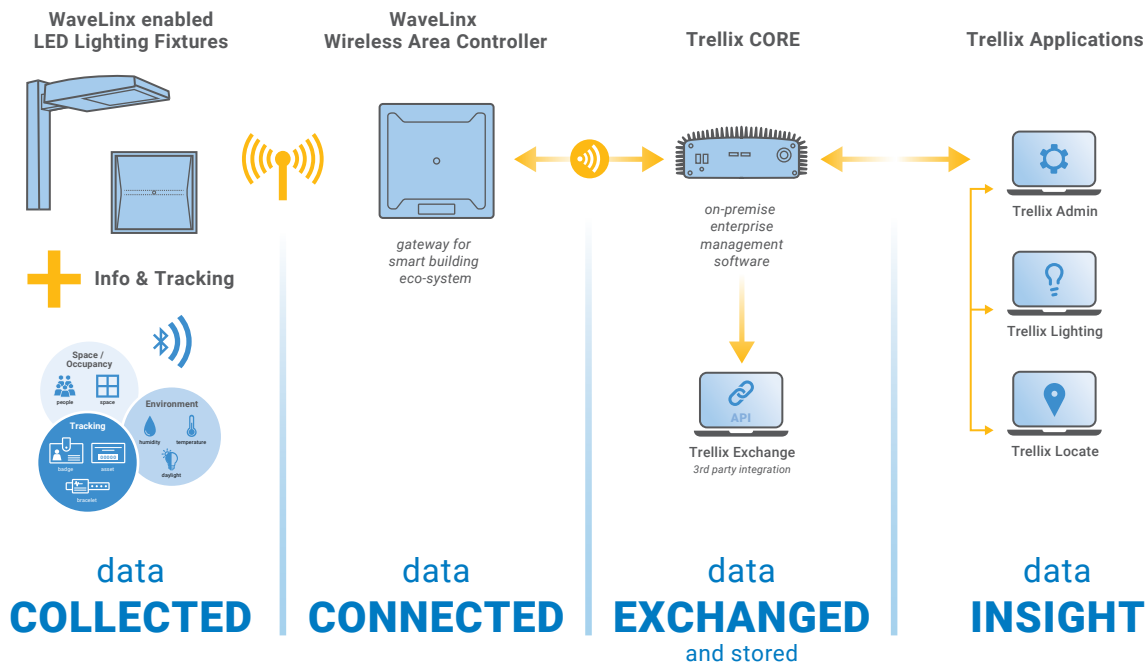 WaveLinx enabled
LED Lighting Fixtures
Info & Tracking
Space /
Occupancy
people
space
Environment
humidity
temperature
daylight
Tracking
badge
asset
bracelet
data
COLLECTED
WaveLinx
Wireless Area Controller
gateway for
smart building
eco-system
data
CONNECTED
Trellix CORE
on-premise
enterprise
management
software
API
Trellix Exchange
3rd party integration
data
EXCHANGED
and stored
Trellix Applications
Trellix Admin
Trellix Lighting
Trellix Locate
data
INSIGHT